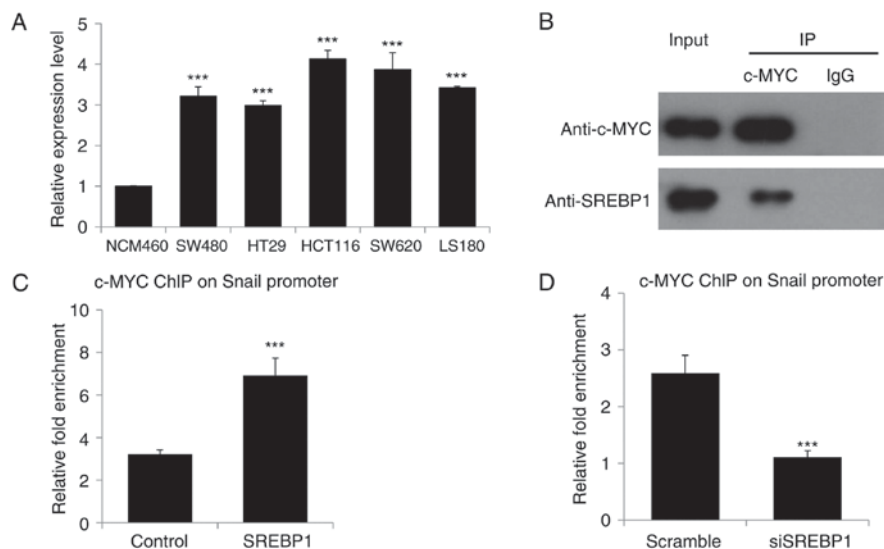 A
Relative expression level
5
4
3
2
1
0
***
***
***
***
***
NCM460 SW480 HT29 HCT116 SW620 LS180
B
Input IP
c-MYC IgG
Anti-c-MYC
Anti-SREBP1
C
c-MYC ChIP on Snail promoter
Relative fold enrichment
10
8
6
4
2
0
***
Control SREBP1
D
c-MYC ChIP on Snail promoter
Relative fold enrichment
4
3
2
1
0
***
Scramble siSREBP1